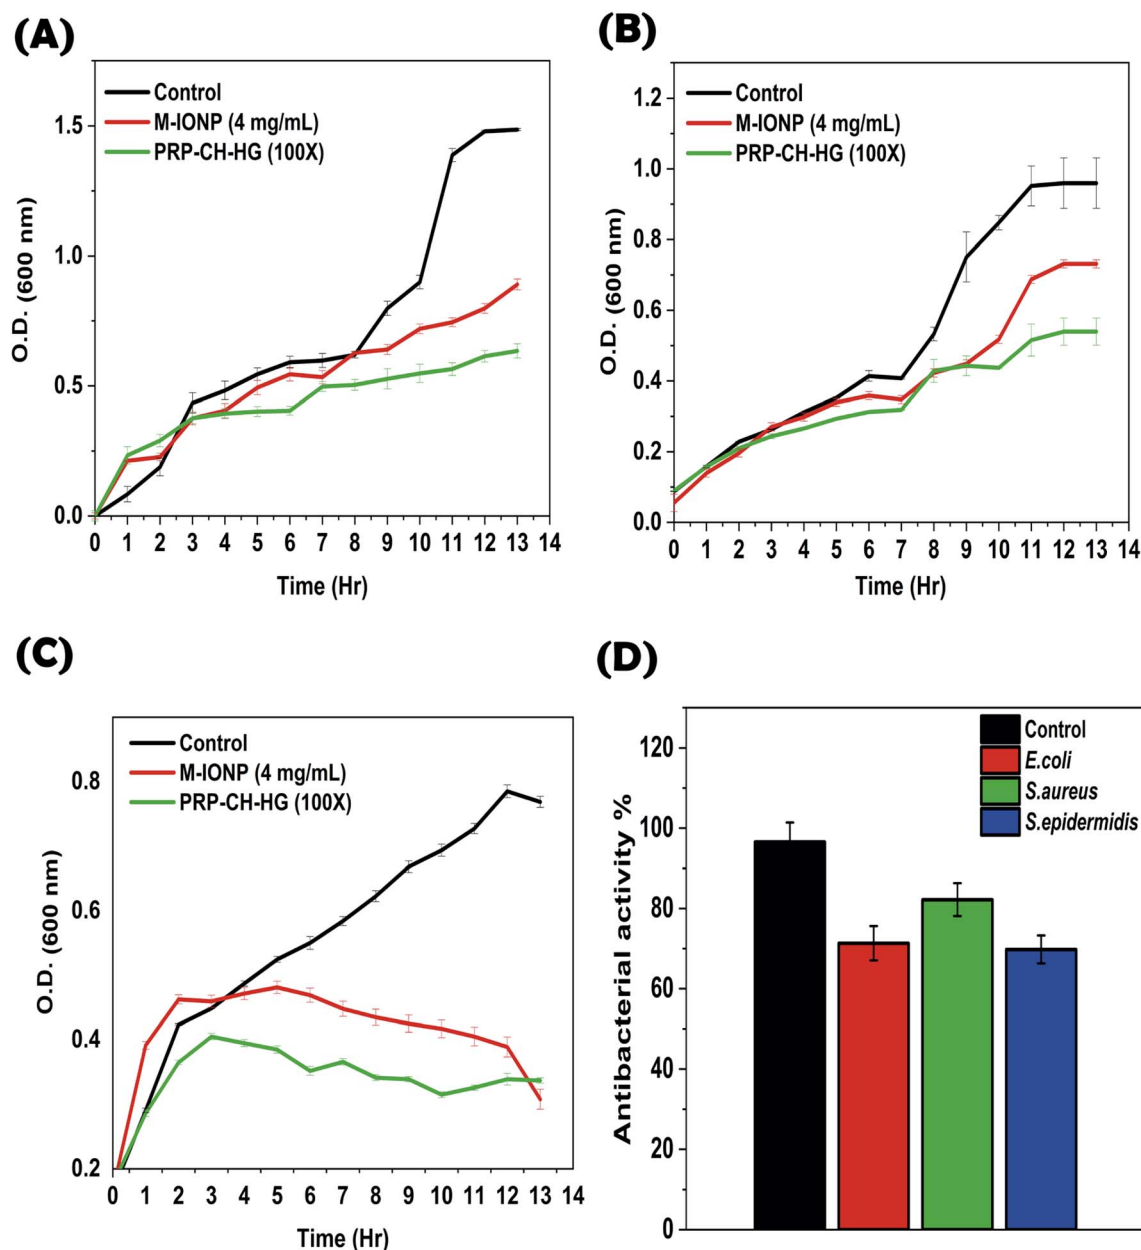 (A)
Control
M-IONP (4 mg/mL)
PRP-CH-HG (100X)
1.5
1.0
0.5
0.0
O.D. (600 nm)
0 1 2 3 4 5 6 7 8 9 10 11 12 13 14
Time (Hr)
(B)
Control
M-IONP (4 mg/mL)
PRP-CH-HG (100X)
1.2
1.0
0.8
0.6
0.4
0.2
0.0
O.D. (600 nm)
0 1 2 3 4 5 6 7 8 9 10 11 12 13 14
Time (Hr)
(C)
Control
M-IONP (4 mg/mL)
PRP-CH-HG (100X)
0.8
0.6
0.4
0.2
O.D. (600 nm)
0 1 2 3 4 5 6 7 8 9 10 11 12 13 14
Time (Hr)
(D)
Control
E.coli
S.aureus
S.epidermidis
120
100
80
60
40
20
0
Antibacterial activity %